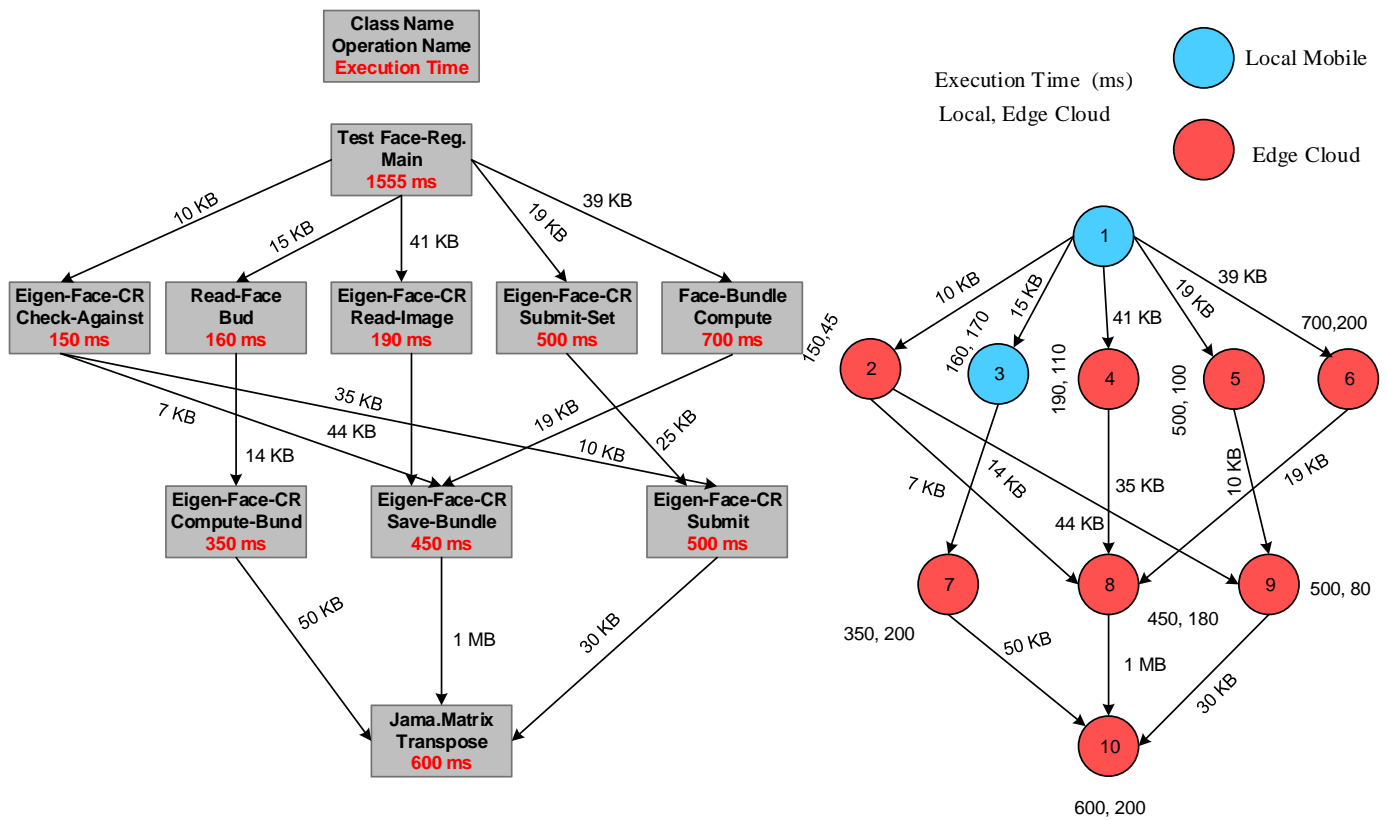 Class Name
Operation Name
Execution Time
Test Face-Reg.
Main
1555 ms
10 KB
15 KB
41 KB
19 KB
39 KB
Eigen-Face-CR
Check-Against
150 ms
Read-Face
Bud
160 ms
Eigen-Face-CR
Read-Image
190 ms
Eigen-Face-CR
Submit-Set
500 ms
Face-Bundle
Compute
700 ms
7 KB
35 KB
44 KB
19 KB
10 KB
25 KB
14 KB
Eigen-Face-CR
Compute-Bund
350 ms
Eigen-Face-CR
Save-Bundle
450 ms
Eigen-Face-CR
Submit
500 ms
50 KB
1 MB
30 KB
Jama.Matrix
Transpose
600 ms
Execution Time (ms)
Local, Edge Cloud
Local Mobile
Edge Cloud
1
10 KB
15 KB
41 KB
19 KB
39 KB
150,45
2
160, 170
3
190, 110
4
500, 100
5
700,200
6
7 KB
14 KB
35 KB
44 KB
10 KB
19 KB
7
350, 200
8
450, 180
9
500, 80
50 KB
1 MB
30 KB
10
600, 200